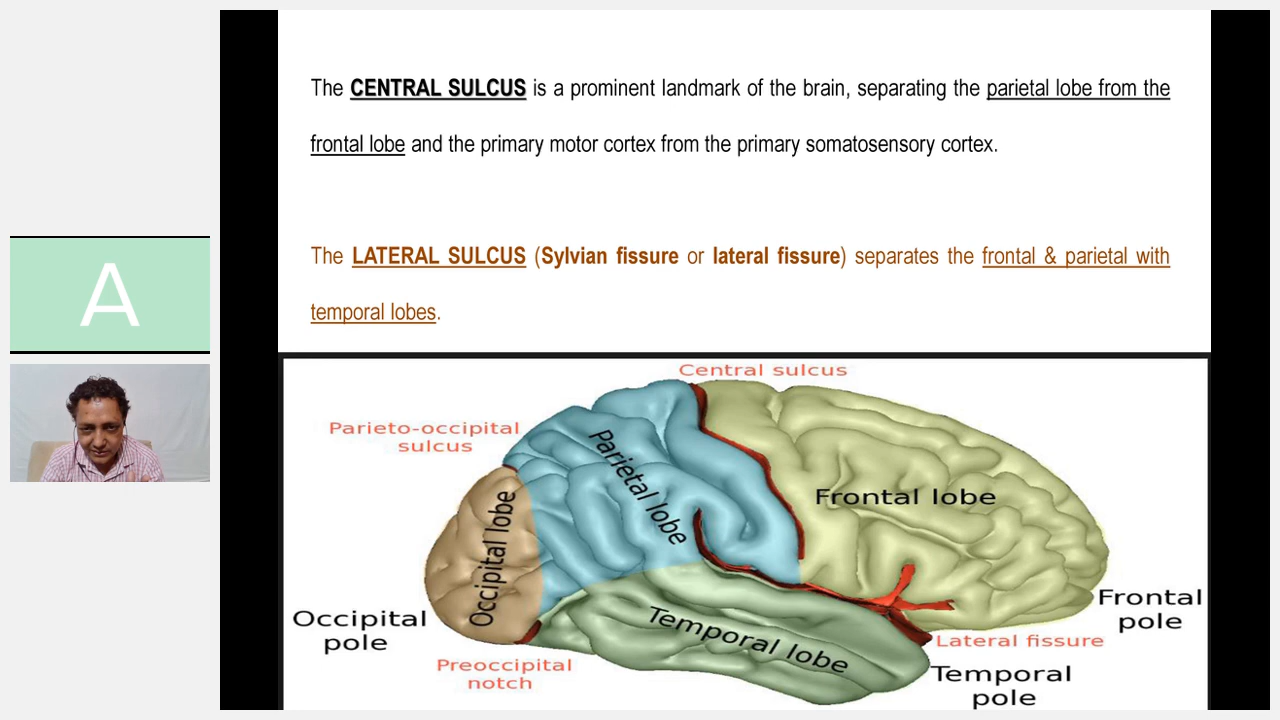 The CENTRAL SULCUS is a prominent landmark of the brain, separating the parietal lobe from the
frontal lobe and the primary motor cortex from the primary somatosensory cortex.
The LATERAL SULCUS (Sylvian fissure or lateral fissure) separates the frontal & parietal with
temporal lobes.
A
Central sulcus
Parieto-occipital
sulcus
Parietal lobe
Frontal lobe
Occipital lobe
Occipital
pole
Temporal lobe
Frontal
pole
Lateral fissure
Preoccipital
notch
Temporal
pole